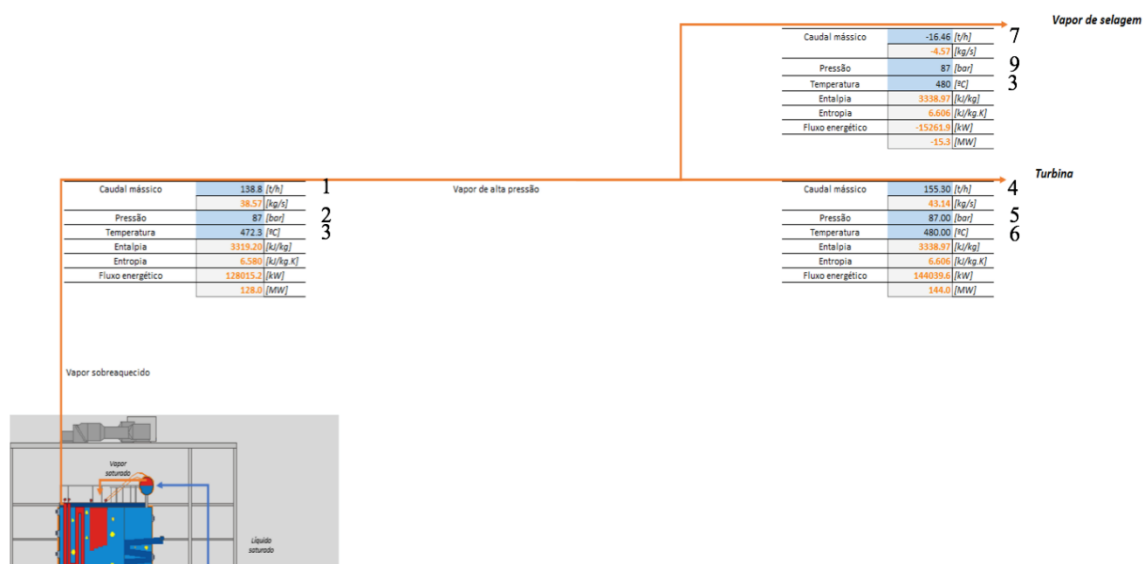 Vapor de selagem
Caudal mássico -16.46 [t/h] 7
-4.57 [kg/s]
Pressão 87 [bar] 9
Temperatura 480 [ºC] 3
Entalpia 3338.97 [kJ/kg]
Entropia 6.606 [kJ/kg.K]
Fluxo energético -15261.9 [kW]
-15.3 [MW]
Turbina
Caudal mássico 138.8 [t/h] 1
38.57 [kg/s]
Pressão 87 [bar] 2
Temperatura 472.3 [ºC] 3
Entalpia 3319.20 [kJ/kg]
Entropia 6.580 [kJ/kg.K]
Fluxo energético 128015.2 [kW]
128.0 [MW]
Vapor de alta pressão
Caudal mássico 155.30 [t/h] 4
43.14 [kg/s]
Pressão 87.00 [bar] 5
Temperatura 480.00 [ºC] 6
Entalpia 3338.97 [kJ/kg]
Entropia 6.606 [kJ/kg.K]
Fluxo energético 144039.6 [kW]
144.0 [MW]
Vapor sobreaquecido
Vapor
saturado
Líquido
saturado